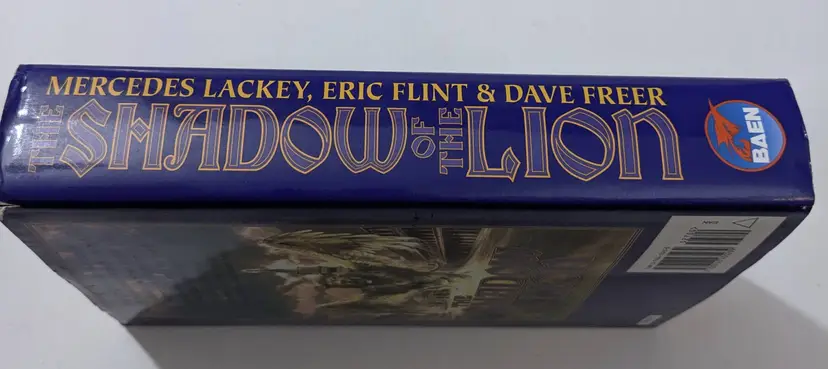 MERCEDES LACKEY, ERIC FLINT & DAVE FREER
THE SHADOW OF THE LION
BAEN